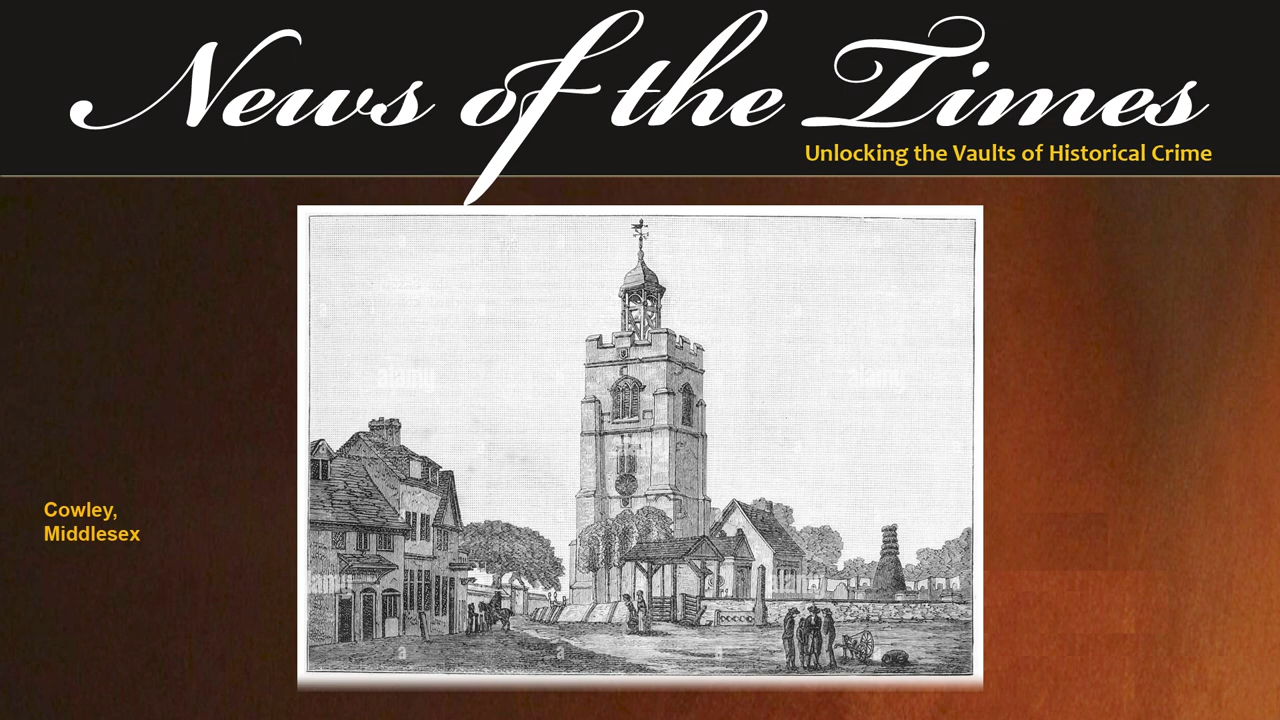 News of the Times
Unlocking the Vaults of Historical Crime
Cowley,
Middlesex